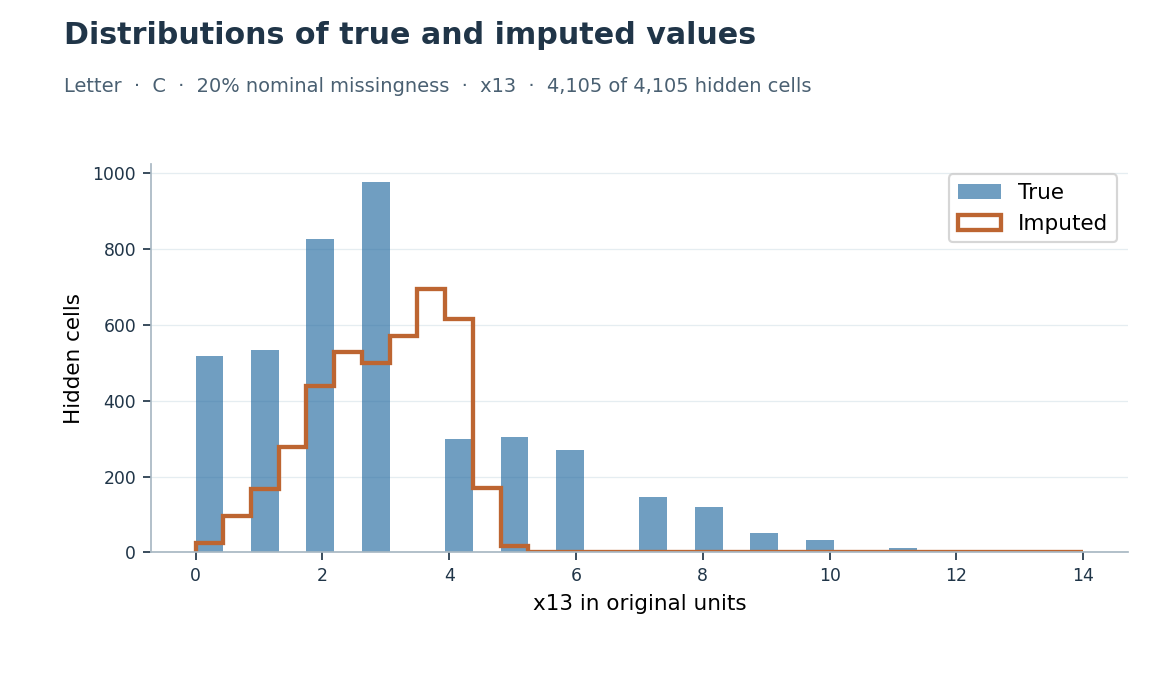 Distributions of true and imputed values
Letter · C · 20% nominal missingness · x13 · 4,105 of 4,105 hidden cells
1000
800
600
400
200
0
Hidden cells
True
Imputed
0 2 4 6 8 10 12 14
x13 in original units